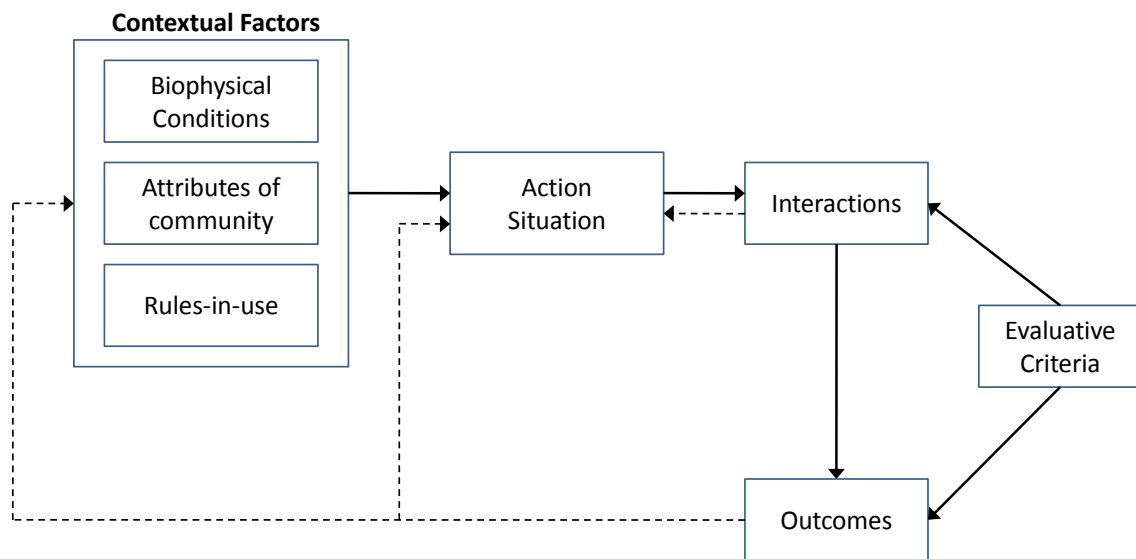 Contextual Factors
Biophysical
Conditions
Attributes of
community
Rules-in-use
Action
Situation
Interactions
Evaluative
Criteria
Outcomes